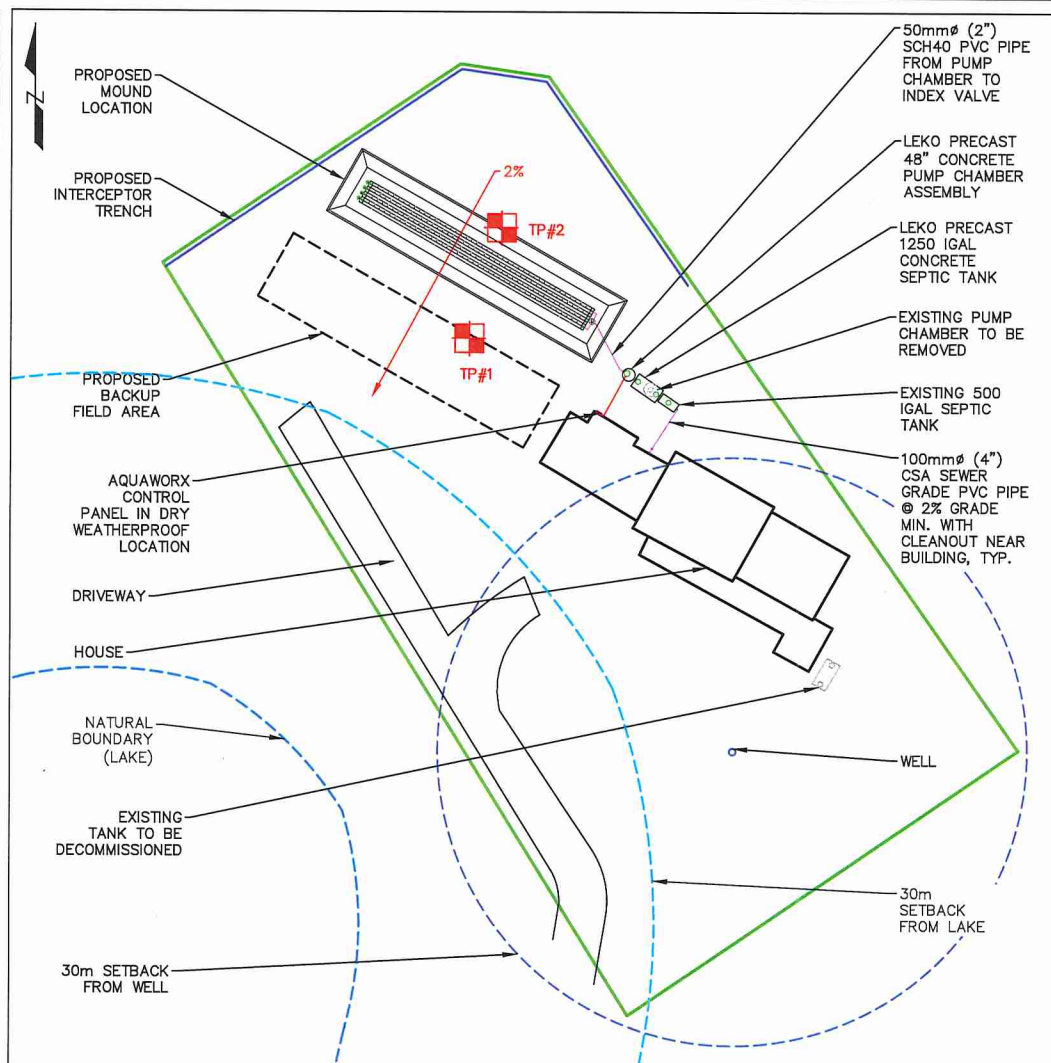 N
PROPOSED
MOUND
LOCATION
PROPOSED
INTERCEPTOR
TRENCH
PROPOSED
BACKUP
FIELD AREA
AQUAWORX
CONTROL
PANEL IN DRY
WEATHERPROOF
LOCATION
DRIVEWAY
HOUSE
NATURAL
BOUNDARY
(LAKE)
EXISTING
TANK TO BE
DECOMMISSIONED
30m SETBACK
FROM WELL
2%
TP#2
TP#1
50mmø (2")
SCH40 PVC PIPE
FROM PUMP
CHAMBER TO
INDEX VALVE
LEKO PRECAST
48" CONCRETE
PUMP CHAMBER
ASSEMBLY
LEKO PRECAST
1250 IGAL
CONCRETE
SEPTIC TANK
EXISTING PUMP
CHAMBER TO BE
REMOVED
EXISTING 500
IGAL SEPTIC
TANK
100mmø (4")
CSA SEWER
GRADE PVC PIPE
@ 2% GRADE
MIN. WITH
CLEANOUT NEAR
BUILDING, TYP.
WELL
30m
SETBACK
FROM LAKE